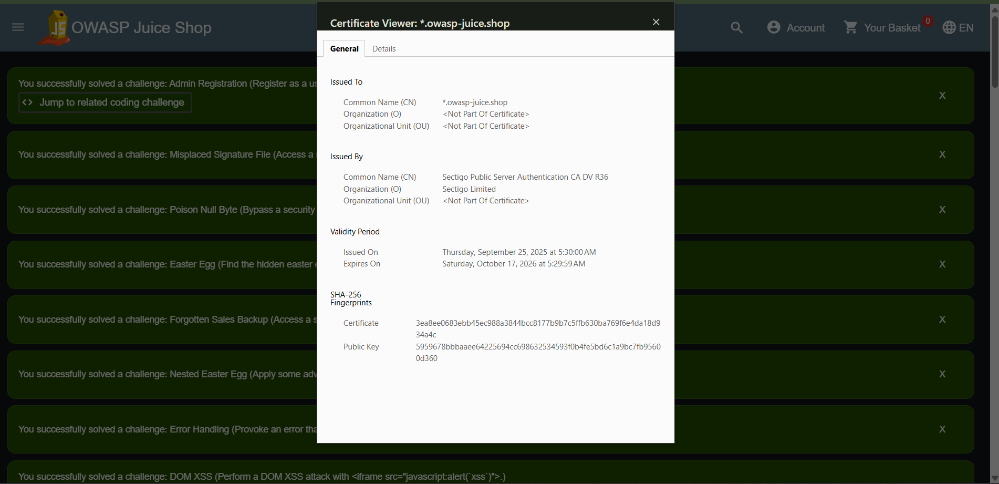 OWASP Juice Shop
Account
Your Basket
0
EN
Certificate Viewer: *.owasp-juice.shop
General
Details
Issued To
Common Name (CN) *.owasp-juice.shop
Organization (O) <Not Part Of Certificate>
Organizational Unit (OU) <Not Part Of Certificate>
Issued By
Common Name (CN) Sectigo Public Server Authentication CA DV R36
Organization (O) Sectigo Limited
Organizational Unit (OU) <Not Part Of Certificate>
Validity Period
Issued On Thursday, September 25, 2025 at 5:30:00 AM
Expires On Saturday, October 17, 2026 at 5:29:59 AM
SHA-256
Fingerprints
Certificate 3ea8ee0683ebb45ec988a3844bcc8177b9b7c5ffb630ba769f6e4da18d9
34a4c
Public Key 5959678bbbaaee64225694cc698632534593f0b4fe5bd6c1a9bc7fb9560
0d360
You successfully solved a challenge: Admin Registration (Register as a us
<> Jump to related coding challenge
X
You successfully solved a challenge: Misplaced Signature File (Access a
X
You successfully solved a challenge: Poison Null Byte (Bypass a security
X
You successfully solved a challenge: Easter Egg (Find the hidden easter
X
You successfully solved a challenge: Forgotten Sales Backup (Access a s
X
You successfully solved a challenge: Nested Easter Egg (Apply some adv
X
You successfully solved a challenge: Error Handling (Provoke an error tha
X
You successfully solved a challenge: DOM XSS (Perform a DOM XSS attack with <iframe src="javascript:alert(`xss`)">.)